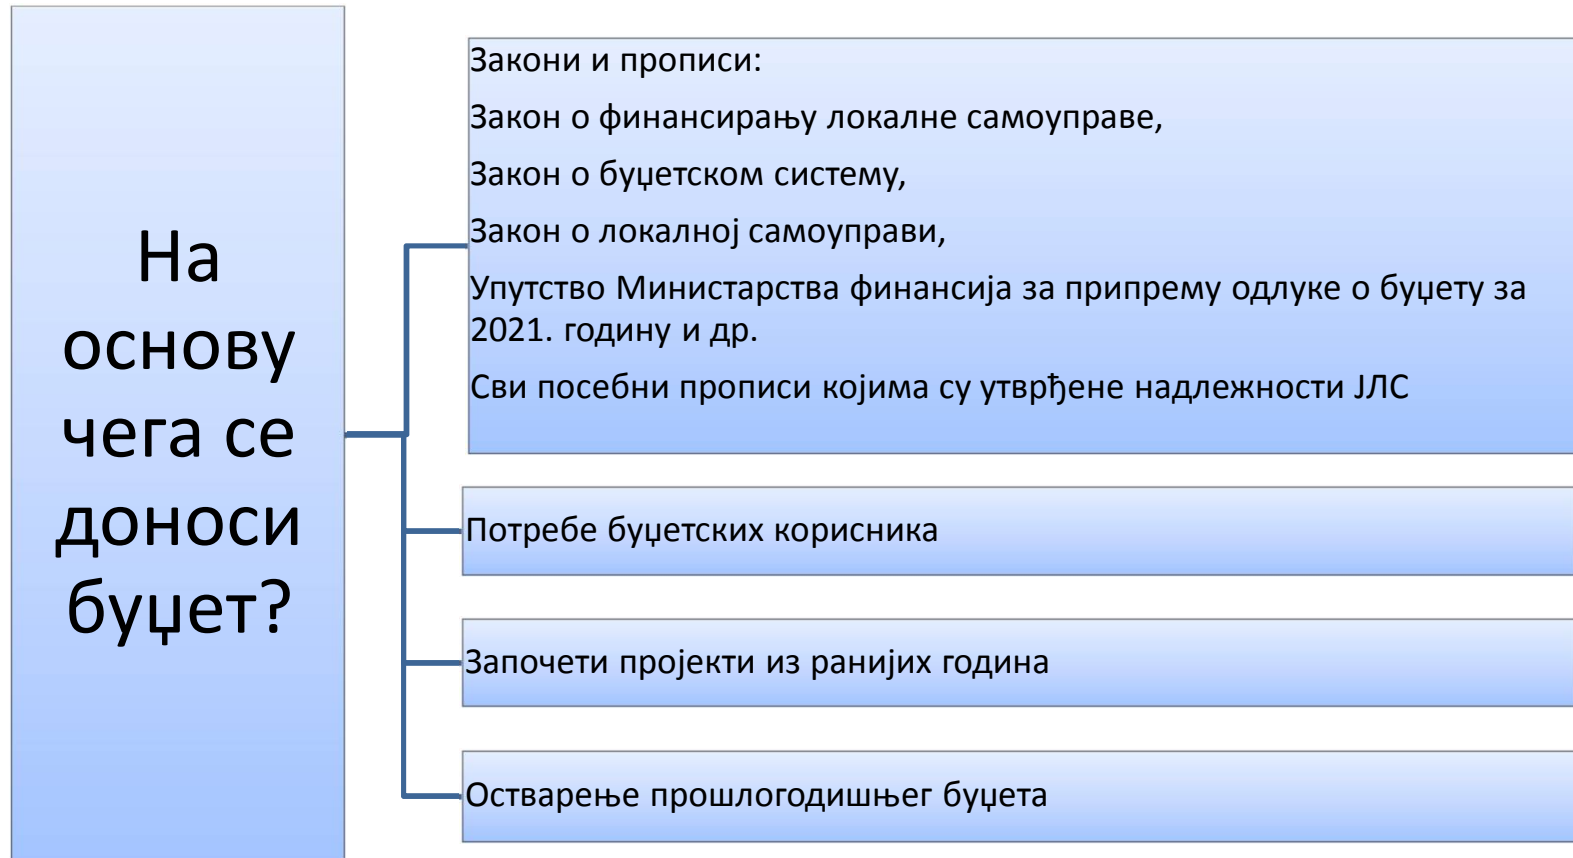 На
основу
чега се
доноси
буџет?
Закони и прописи:
Закон о финансирању локалне самоуправе,
Закон о буџетском систему,
Закон о локалној самоуправи,
Упутство Министарства финансија за припрему одлуке о буџету за
2021. годину и др.
Сви посебни прописи којима су утврђене надлежности ЈЛС
Потребе буџетских корисника
Започети пројекти из ранијих година
Остварење прошлогодишњег буџета